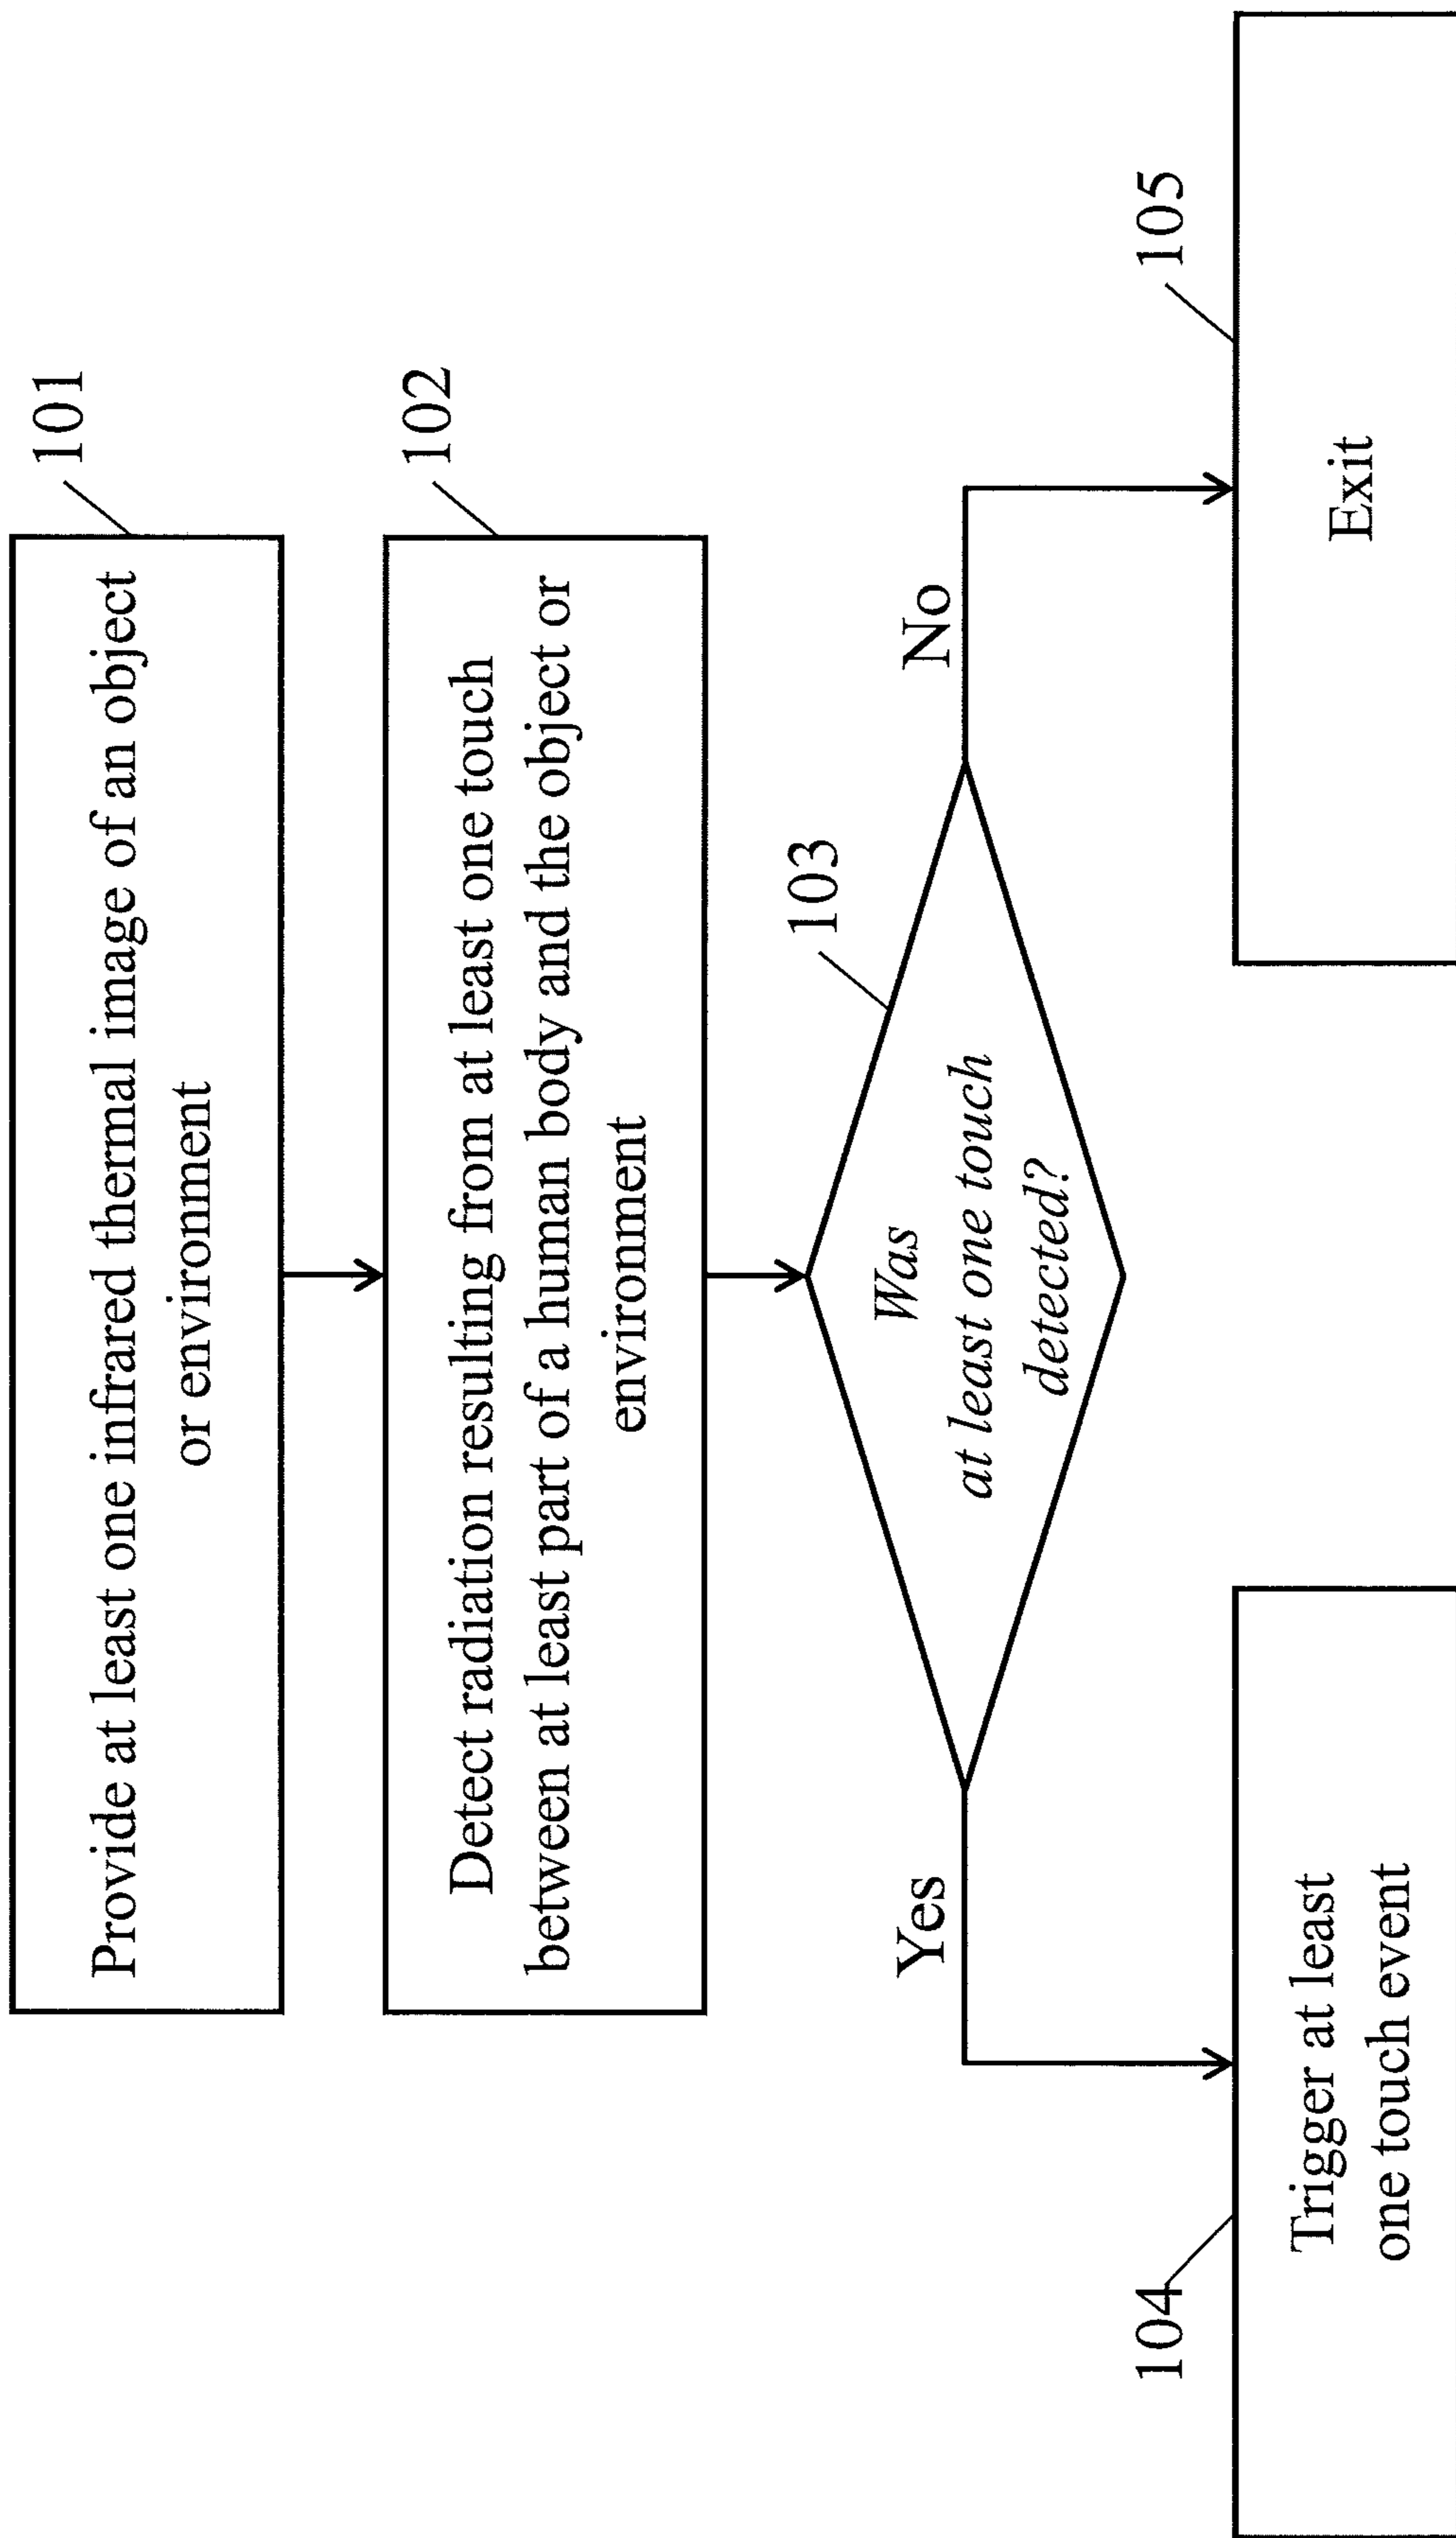 101
Provide at least one infrared thermal image of an object
or environment
102
Detect radiation resulting from at least one touch
between at least part of a human body and the object or
environment
103
Was
at least one touch
detected?
Yes
No
104
Trigger at least
one touch event
105
Exit